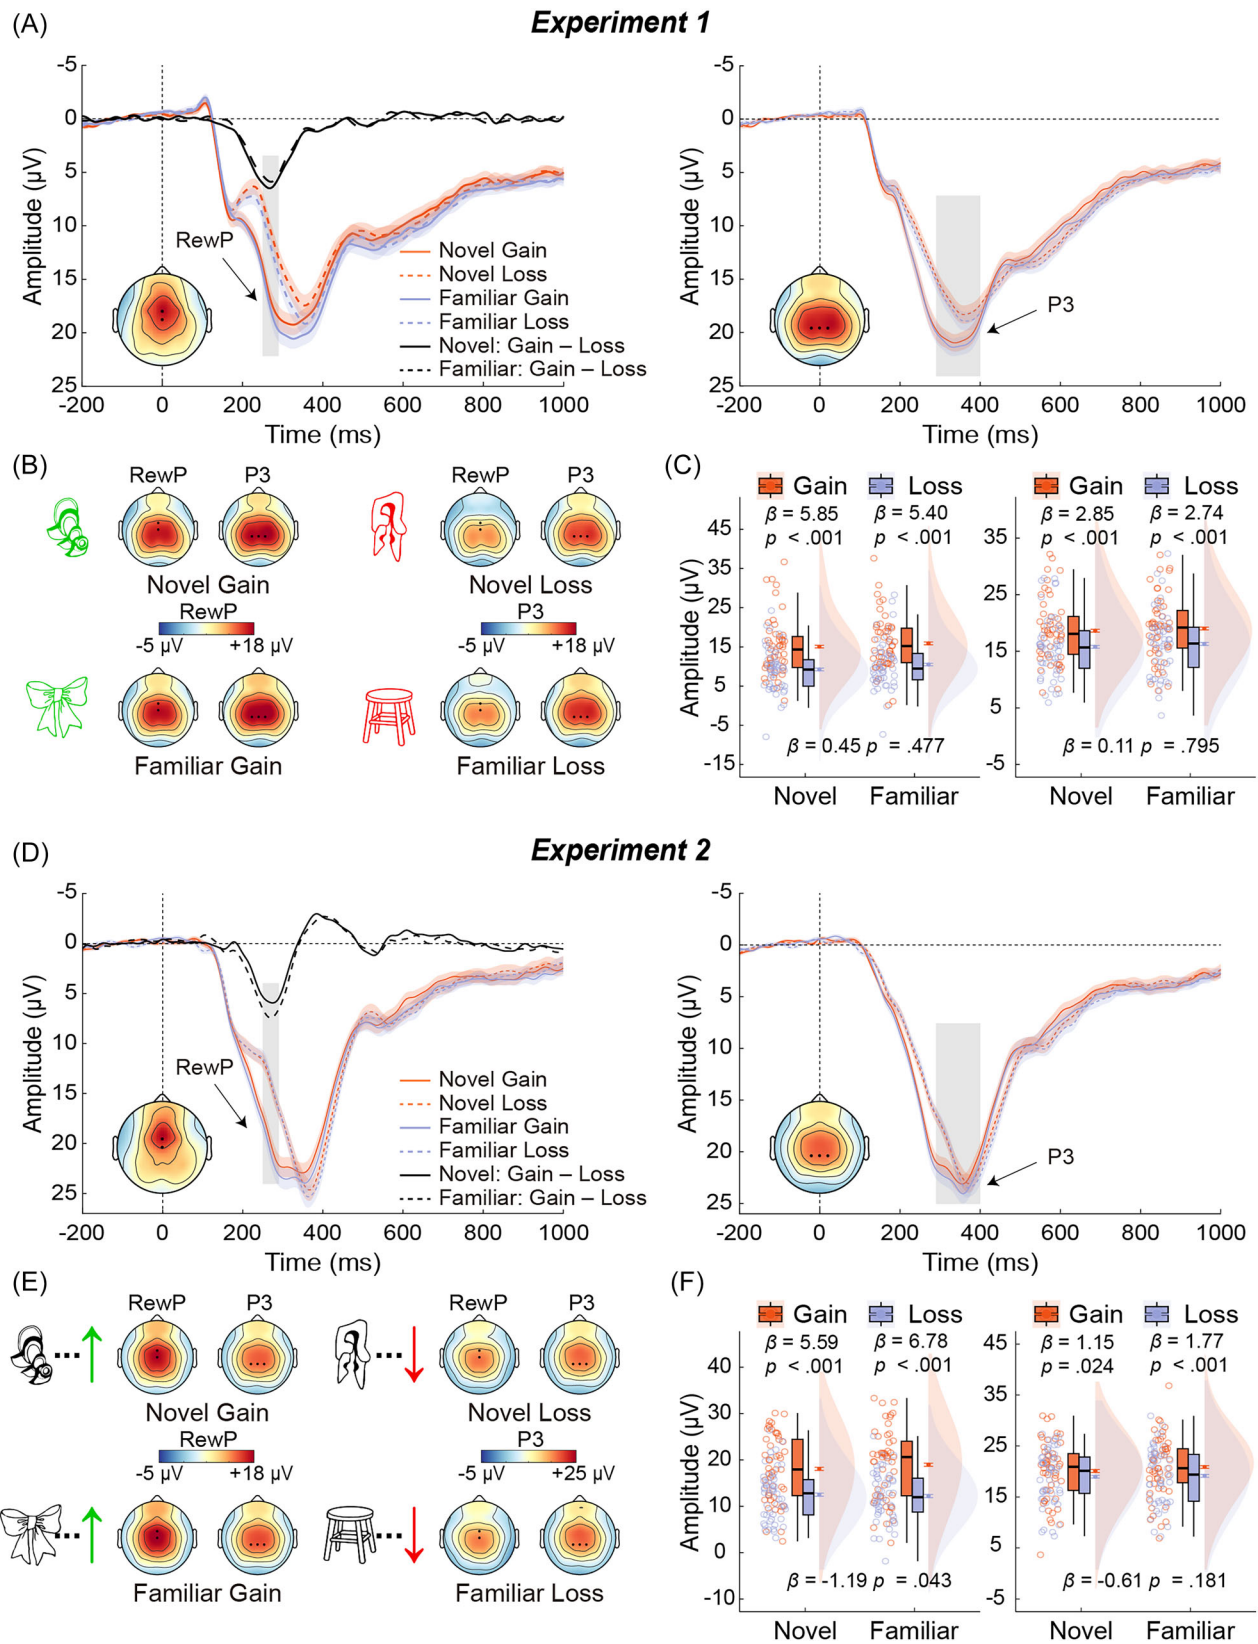 Experiment 1
(A)
-5
0
5
10
15
20
25
Amplitude (μV)
RewP
Novel Gain
Novel Loss
Familiar Gain
Familiar Loss
Novel: Gain – Loss
Familiar: Gain – Loss
-200 0 200 400 600 800 1000
Time (ms)
-5
0
5
10
15
20
25
Amplitude (μV)
P3
-200 0 200 400 600 800 1000
Time (ms)
(B)
RewP P3 RewP P3
Novel Gain Novel Loss
RewP P3
-5 μV +18 μV -5 μV +18 μV
Familiar Gain Familiar Loss
(C)
Gain Loss
β = 5.85 β = 5.40
p < .001 p < .001
45
35
25
15
5
-5
-15
Amplitude (μV)
β = 0.45 p = .477
Novel Familiar
Gain Loss
β = 2.85 β = 2.74
p < .001 p < .001
35
25
15
5
-5
β = 0.11 p = .795
Novel Familiar
Experiment 2
(D)
-5
0
5
10
15
20
25
Amplitude (μV)
RewP
Novel Gain
Novel Loss
Familiar Gain
Familiar Loss
Novel: Gain – Loss
Familiar: Gain – Loss
-200 0 200 400 600 800 1000
Time (ms)
-5
0
5
10
15
20
25
Amplitude (μV)
P3
-200 0 200 400 600 800 1000
Time (ms)
(E)
RewP P3 RewP P3
Novel Gain Novel Loss
RewP P3
-5 μV +18 μV -5 μV +25 μV
Familiar Gain Familiar Loss
(F)
Gain Loss
β = 5.59 β = 6.78
p < .001 p < .001
40
30
20
10
0
-10
Amplitude (μV)
β = -1.19 p = .043
Novel Familiar
Gain Loss
β = 1.15 β = 1.77
p = .024 p < .001
45
35
25
15
5
-5
β = -0.61 p = .181
Novel Familiar